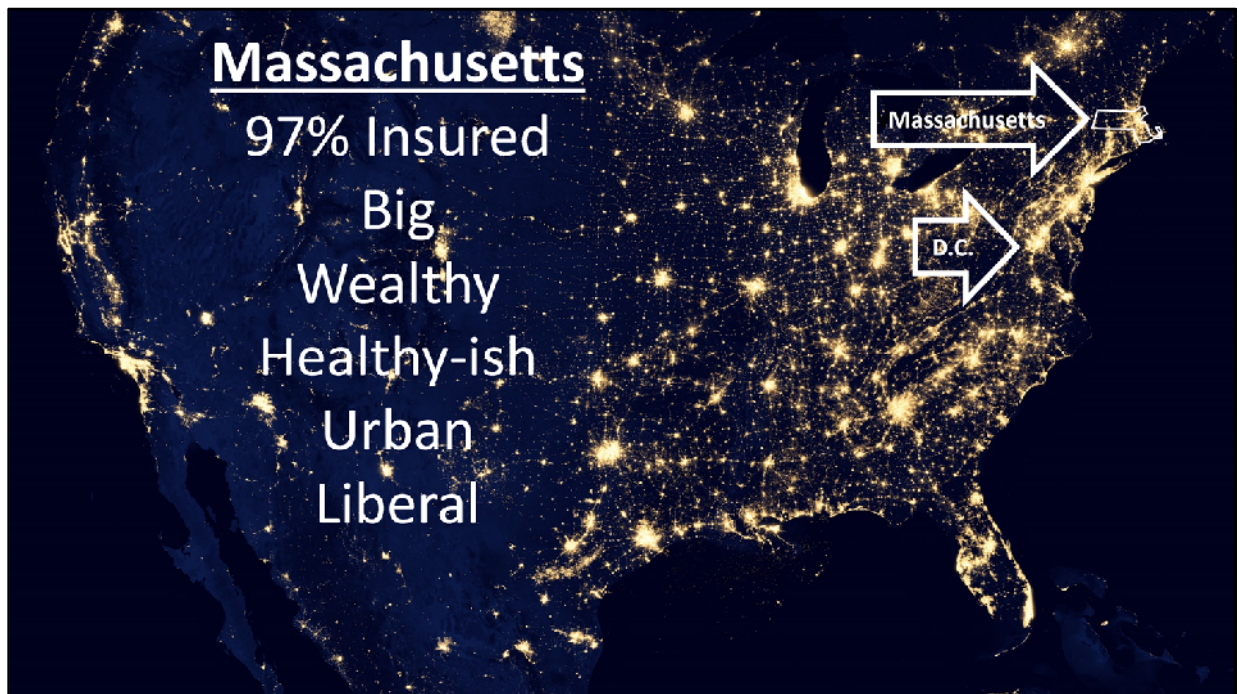 Massachusetts
97% Insured
Big
Wealthy
Healthy-ish
Urban
Liberal
Massachusetts
D.C.